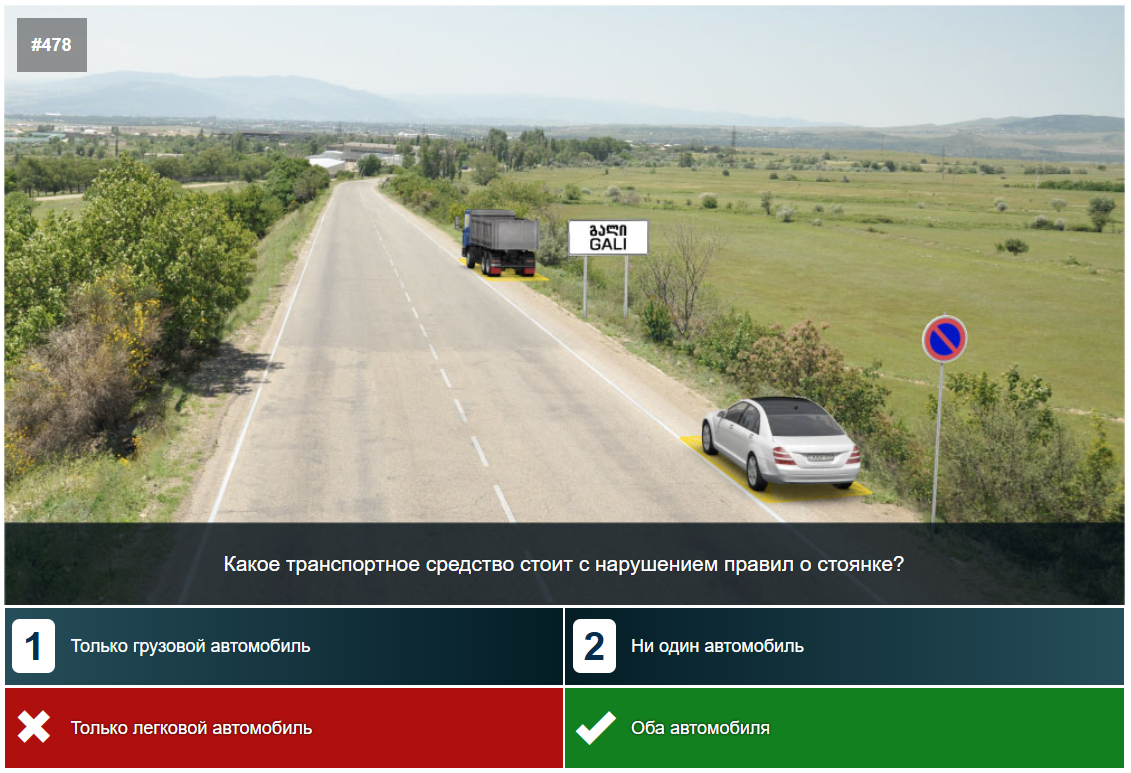 #478
გალი
GALI
Какое транспортное средство стоит с нарушением правил о стоянке?
1 Только грузовой автомобиль
2 Ни один автомобиль
Только легковой автомобиль
Оба автомобиля